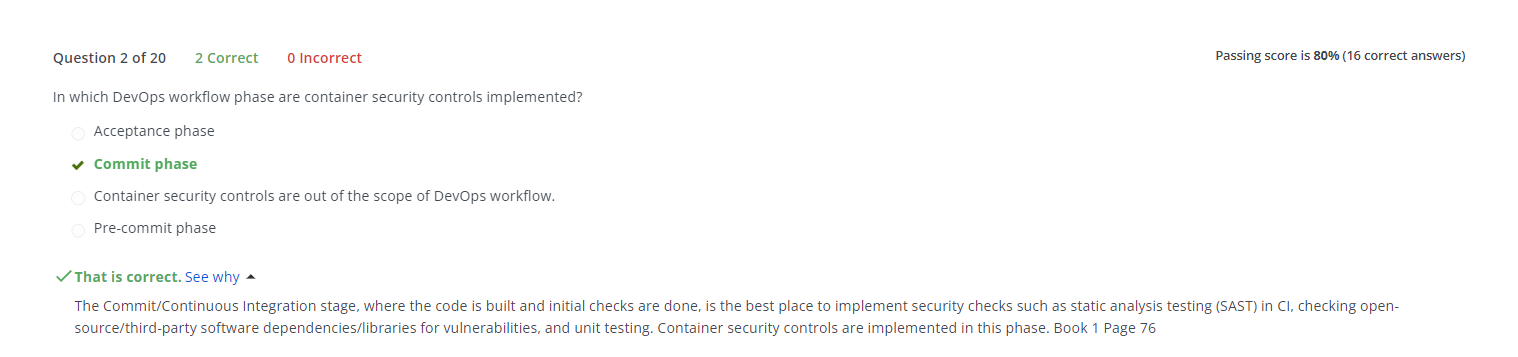 Question 2 of 20 2 Correct 0 Incorrect Passing score is 80% (16 correct answers)
In which DevOps workflow phase are container security controls implemented?
Acceptance phase
Commit phase
Container security controls are out of the scope of DevOps workflow.
Pre-commit phase
That is correct. See why
The Commit/Continuous Integration stage, where the code is built and initial checks are done, is the best place to implement security checks such as static analysis testing (SAST) in CI, checking open-
source/third-party software dependencies/libraries for vulnerabilities, and unit testing. Container security controls are implemented in this phase. Book 1 Page 76